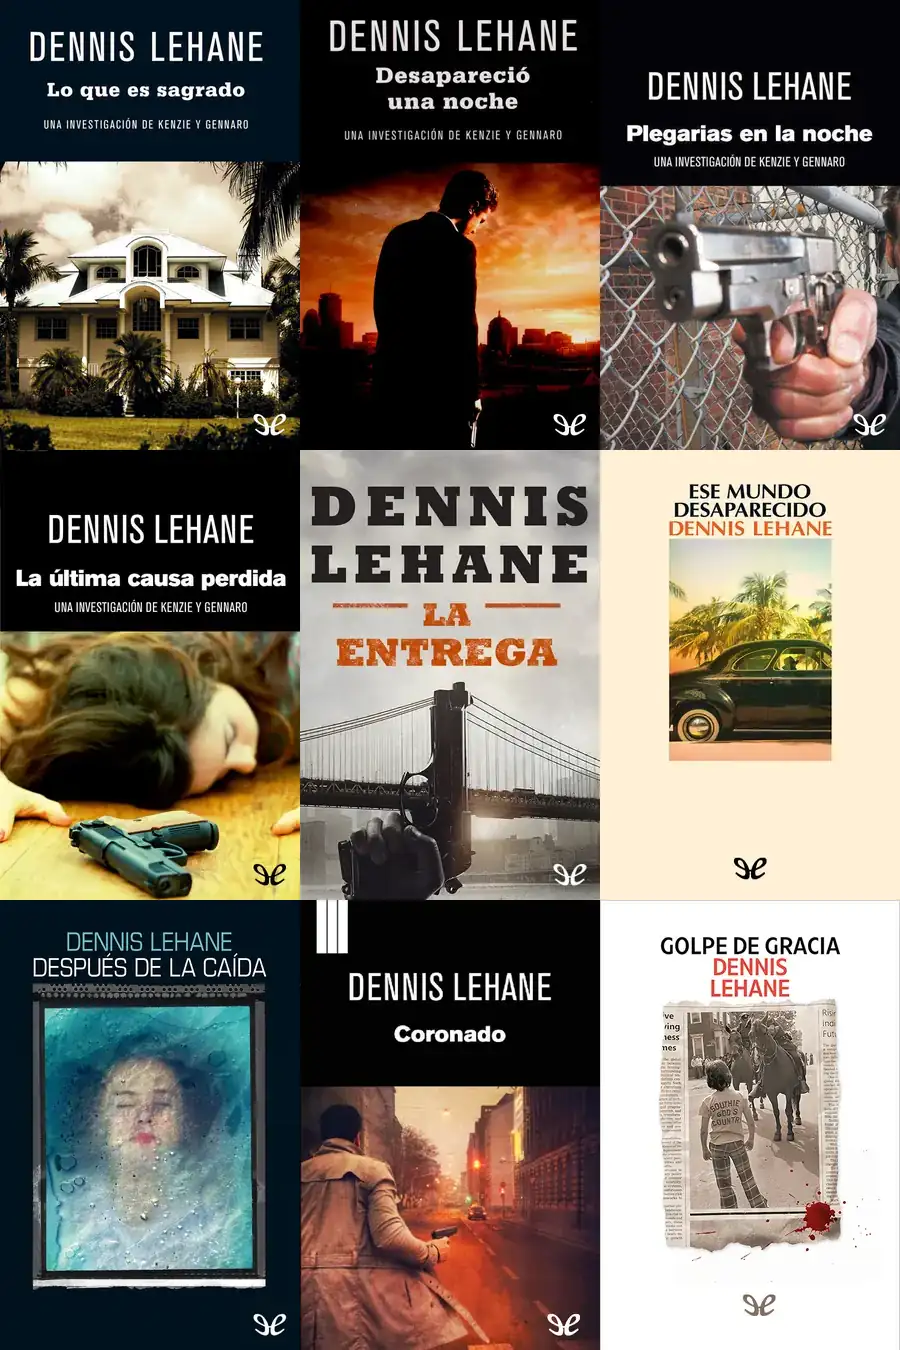 DENNIS LEHANE
Lo que es sagrado
UNA INVESTIGACIÓN DE KENZIE Y GENNARO
DENNIS LEHANE
Desapareció
una noche
UNA INVESTIGACIÓN DE KENZIE Y GENNARO
DENNIS LEHANE
Plegarias en la noche
UNA INVESTIGACIÓN DE KENZIE Y GENNARO
DENNIS LEHANE
La última causa perdida
UNA INVESTIGACIÓN DE KENZIE Y GENNARO
DENNIS
LEHANE
LA
ENTREGA
ESE MUNDO
DESAPARECIDO
DENNIS LEHANE
DENNIS LEHANE
DESPUÉS DE LA CAÍDA
DENNIS LEHANE
Coronado
GOLPE DE GRACIA
DENNIS
LEHANE
SOUTHIE
GOD'S
COUNTRY